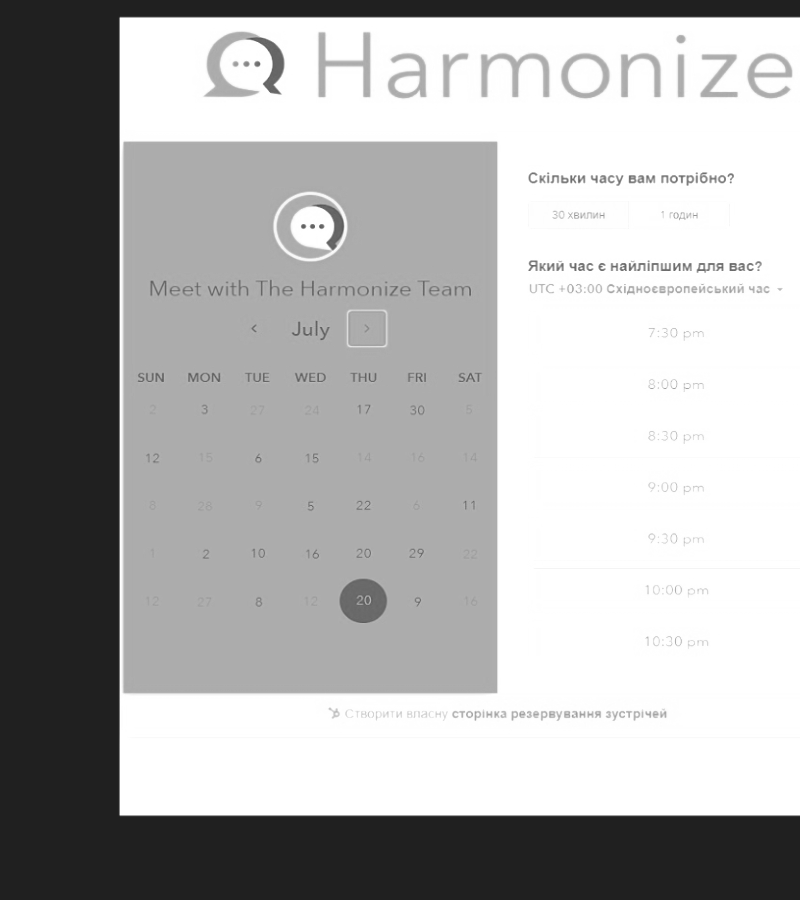 Harmonize
Meet with The Harmonize Team
July
SUN MON TUE WED THU FRI SAT
2 3 27 24 17 30 5
12 15 6 15 14 16 14
8 28 9 5 22 6 11
1 2 10 16 20 29 22
12 27 8 12 20 9 16
Скільки часу вам потрібно?
30 хвилин 1 годин
Який час є найліпшим для вас?
UTC +03:00 Східноєвропейський час
7:30 pm
8:00 pm
8:30 pm
9:00 pm
9:30 pm
10:00 pm
10:30 pm
Створити власну сторінка резервування зустрічей